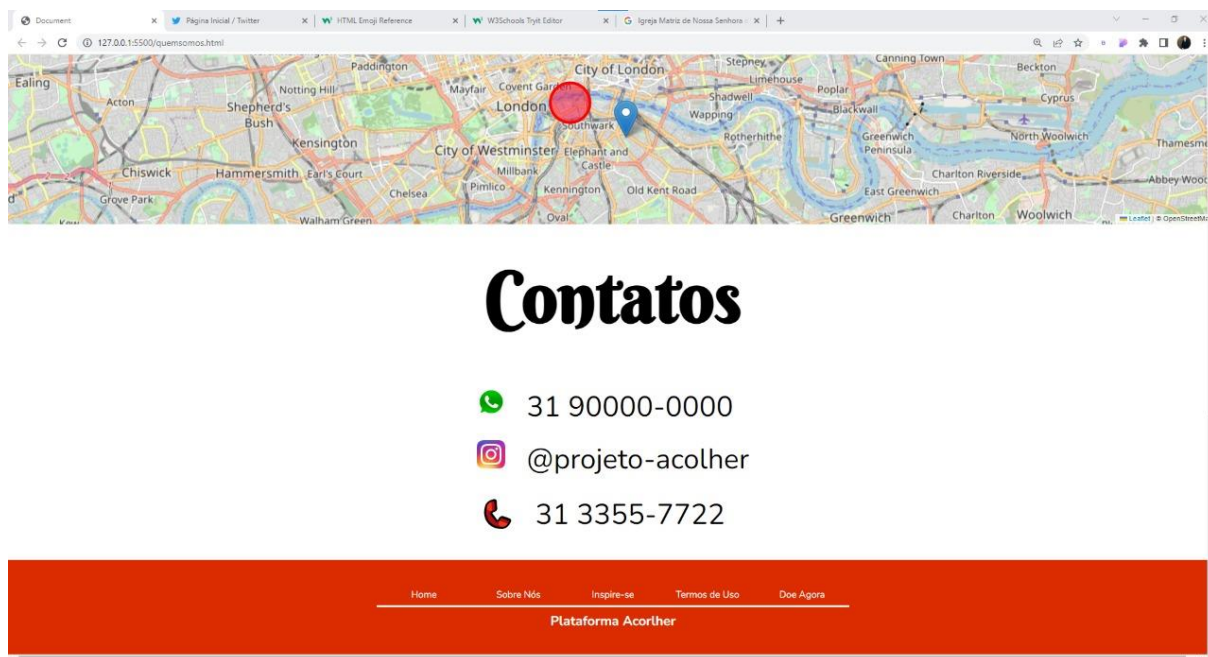 Document
Página Inicial / Twitter
HTML Emoji Reference
W3Schools Tryit Editor
Igreja Matriz de Nossa Senhora
127.0.0.1:5500/quemsomos.html
Ealing
Acton
Notting Hill
Paddington
Mayfair
Covent Garden
City of London
Stepney
Limehouse
Poplar
Canning Town
Beckton
Shepherd's
Bush
London
Shadwell
Wapping
Blackwall
Cyprus
Southwark
Kensington
City of Westminster
Elephant and
Castle
Rotherhithe
Greenwich
Peninsula
North Woolwich
Chiswick
Hammersmith
Earl's Court
Millbank
Charlton Riverside
Grove Park
Chelsea
Pimlico
Kennington
Old Kent Road
East Greenwich
Walham Green
Oval
Greenwich
Charlton
Woolwich
Leaflet | © OpenStreetMa
Contatos
31 90000-0000
@projeto-acolher
31 3355-7722
Home Sobre Nós Inspire-se Termos de Uso Doe Agora
Plataforma Acorlher